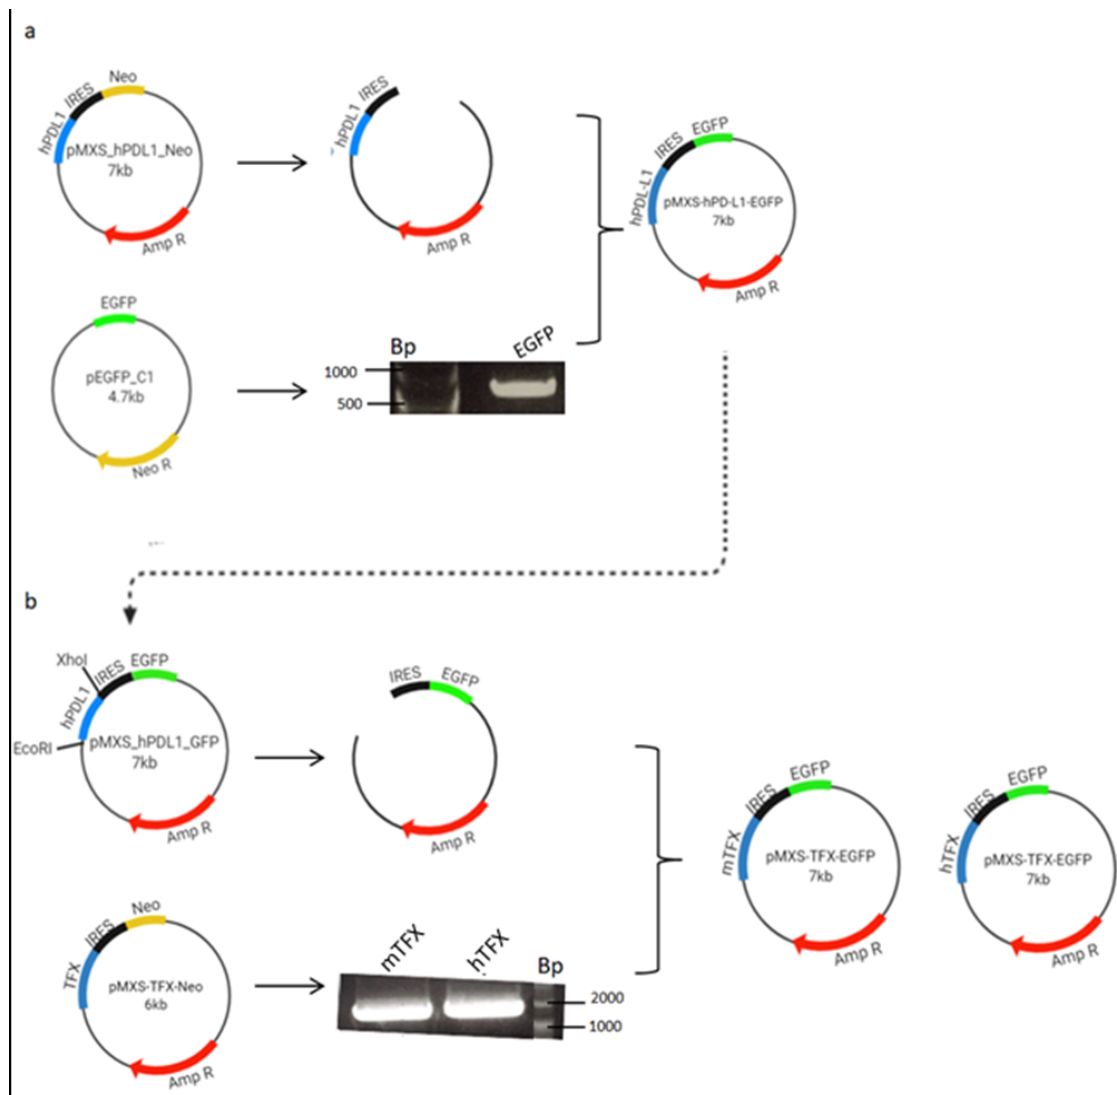 a
Neo
IRES
hPDL1
pMXS_hPDL1_Neo
7kb
Amp R
IRES
hPDL1
Amp R
EGFP
IRES
hPDL-L1
pMXS-hPD-L1-EGFP
7kb
Amp R
EGFP
pEGFP_C1
4.7kb
Neo R
Bp
EGFP
1000
500
b
XhoI
IRES
EGFP
hPDL1
EcoRI
pMXS_hPDL1_GFP
7kb
Amp R
IRES
EGFP
Amp R
Neo
IRES
TFX
pMXS-TFX-Neo
6kb
Amp R
mTFX
hTFX
Bp
2000
1000
EGFP
IRES
mTFX
pMXS-TFX-EGFP
7kb
Amp R
EGFP
IRES
hTFX
pMXS-TFX-EGFP
7kb
Amp R